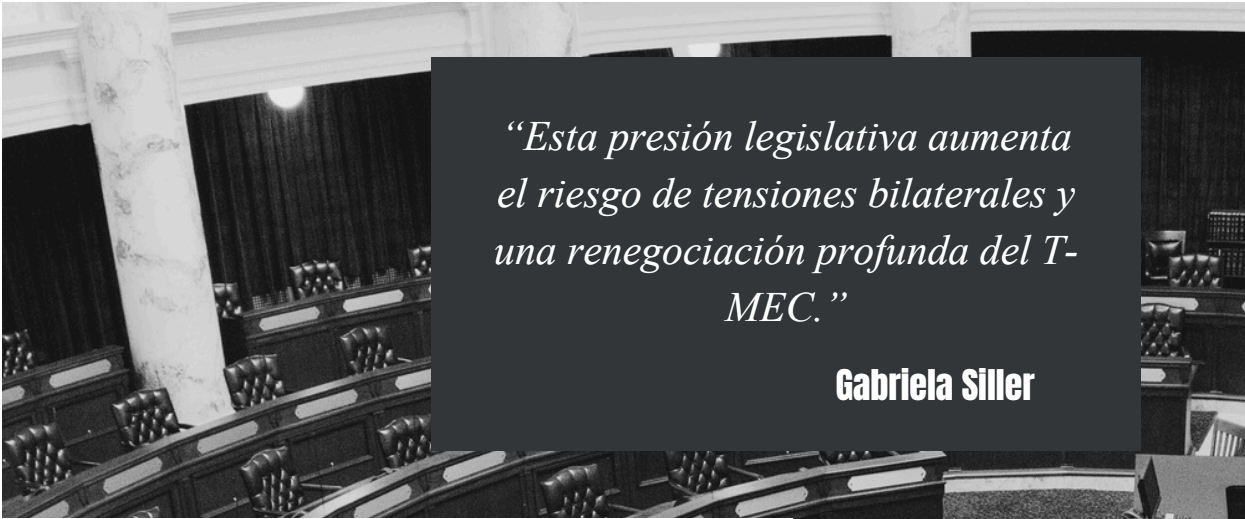 “Esta presión legislativa aumenta
el riesgo de tensiones bilaterales y
una renegociación profunda del T-
MEC.”
Gabriela Siller